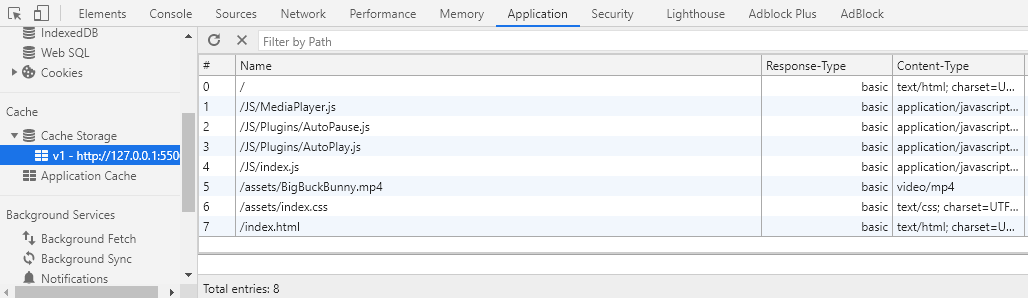 Elements Console Sources Network Performance Memory Application Security Lighthouse Adblock Plus AdBlock
IndexedDB
Web SQL
Cookies
Cache
Cache Storage
v1 - http://127.0.0.1:550
Application Cache
Background Services
Background Fetch
Background Sync
Notifications
Filter by Path
# Name Response-Type Content-Type
0 / basic text/html; charset=U...
1 /JS/MediaPlayer.js basic application/javascript...
2 /JS/Plugins/AutoPause.js basic application/javascript...
3 /JS/Plugins/AutoPlay.js basic application/javascript...
4 /JS/index.js basic application/javascript...
5 /assets/BigBuckBunny.mp4 basic video/mp4
6 /assets/index.css basic text/css; charset=UTF...
7 /index.html basic text/html; charset=U...
Total entries: 8